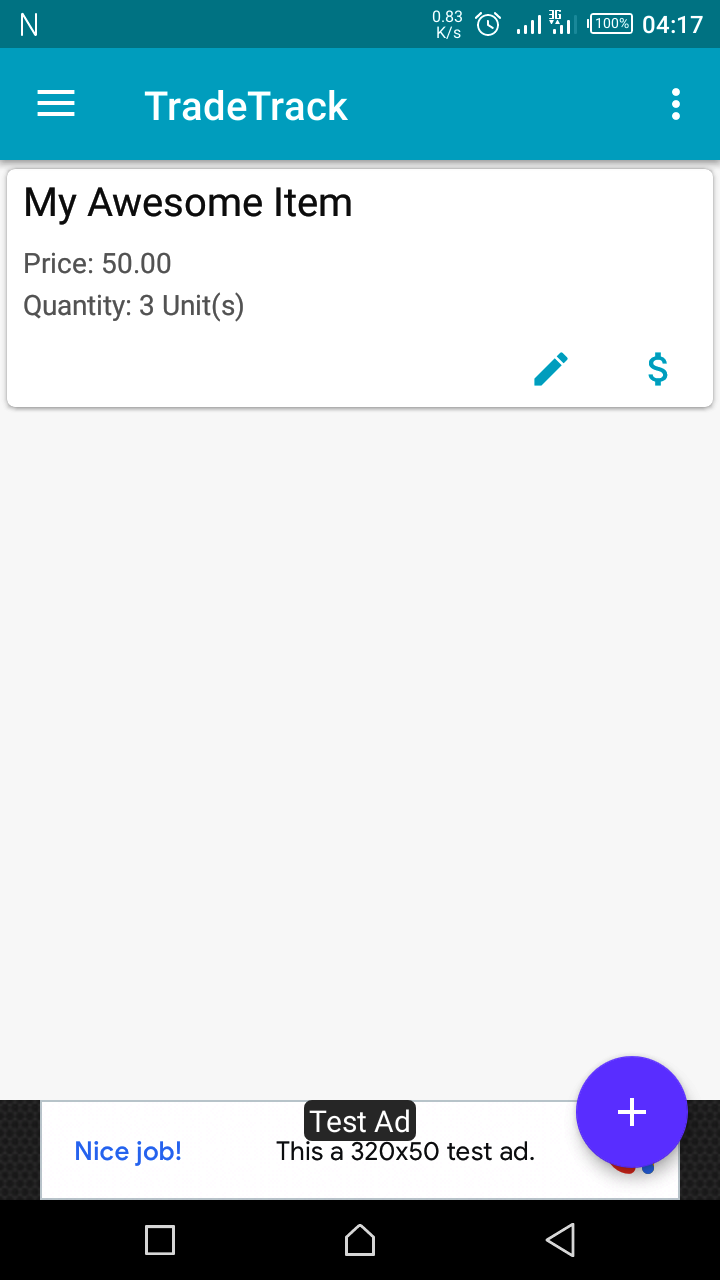 0.83
K/s
3G
100%
04:17
TradeTrack
My Awesome Item
Price: 50.00
Quantity: 3 Unit(s)
$
+
Test Ad
Nice job!
This a 320x50 test ad.